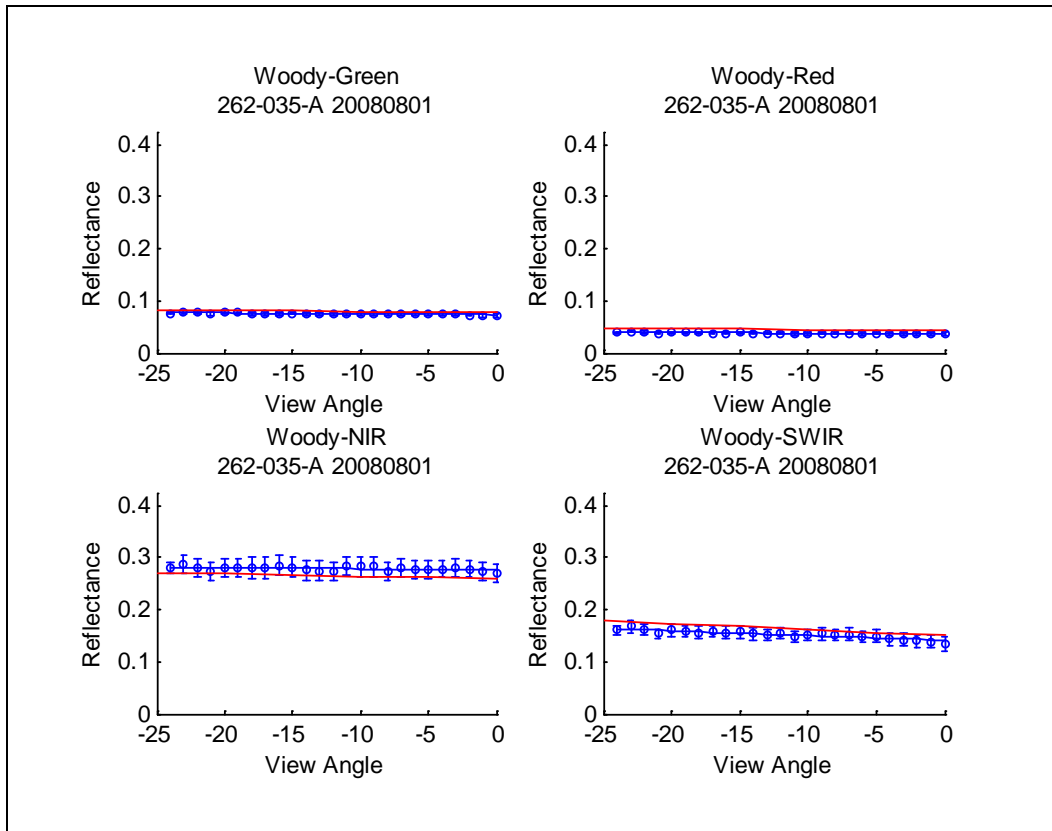 Woody-Green
262-035-A 20080801
0.4
0.3
0.2
0.1
0
Reflectance
-25 -20 -15 -10 -5 0
View Angle
Woody-Red
262-035-A 20080801
0.4
0.3
0.2
0.1
0
Reflectance
-25 -20 -15 -10 -5 0
View Angle
Woody-NIR
262-035-A 20080801
0.4
0.3
0.2
0.1
0
Reflectance
-25 -20 -15 -10 -5 0
View Angle
Woody-SWIR
262-035-A 20080801
0.4
0.3
0.2
0.1
0
Reflectance
-25 -20 -15 -10 -5 0
View Angle